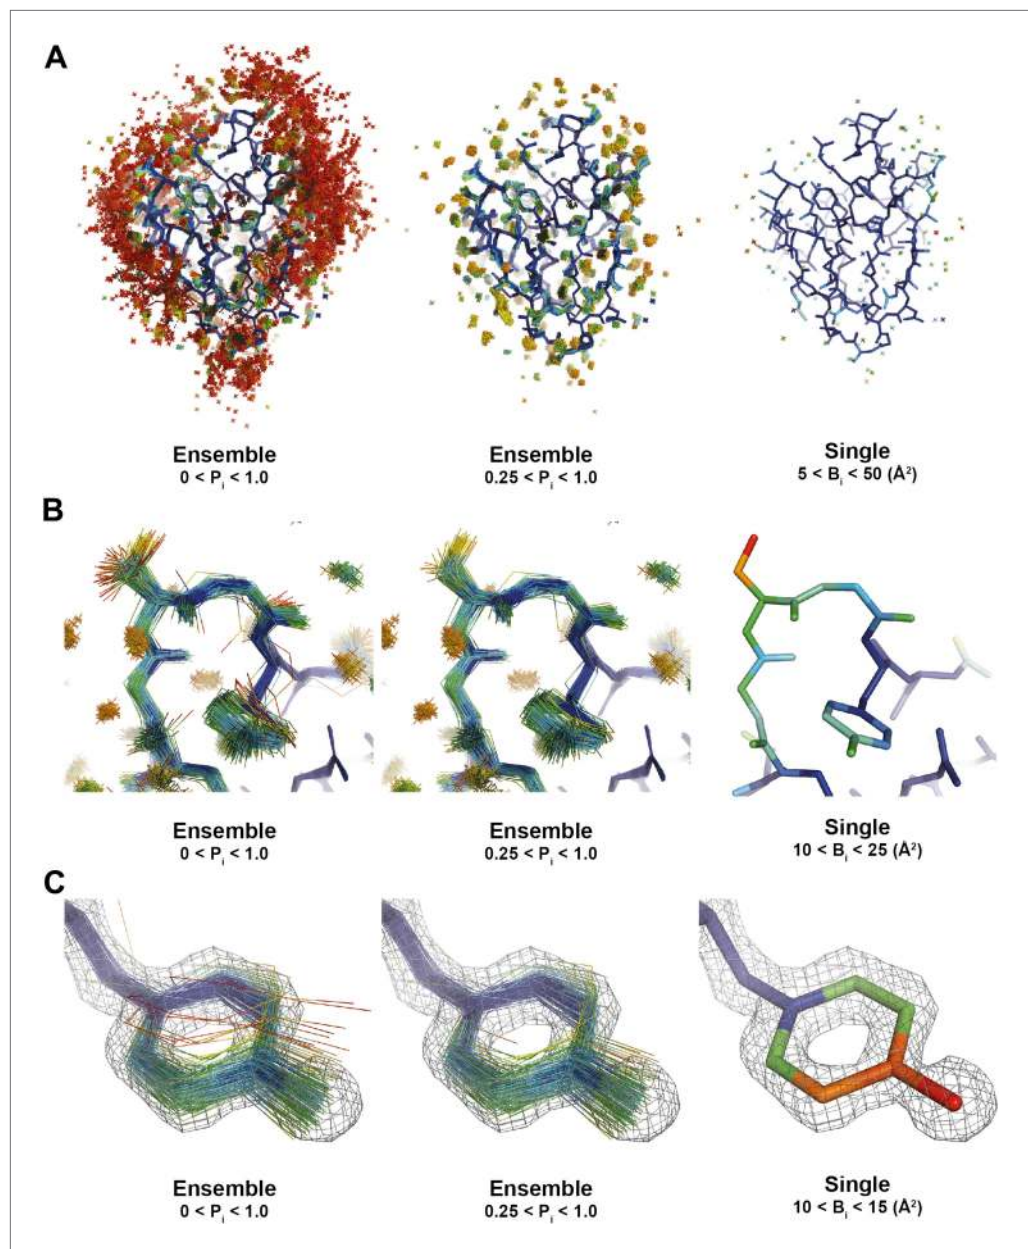 A
Ensemble
0 < Pᵢ < 1.0
Ensemble
0.25 < Pᵢ < 1.0
Single
5 < Bᵢ < 50 (Å²)
B
Ensemble
0 < Pᵢ < 1.0
Ensemble
0.25 < Pᵢ < 1.0
Single
10 < Bᵢ < 25 (Å²)
C
Ensemble
0 < Pᵢ < 1.0
Ensemble
0.25 < Pᵢ < 1.0
Single
10 < Bᵢ < 15 (Å²)